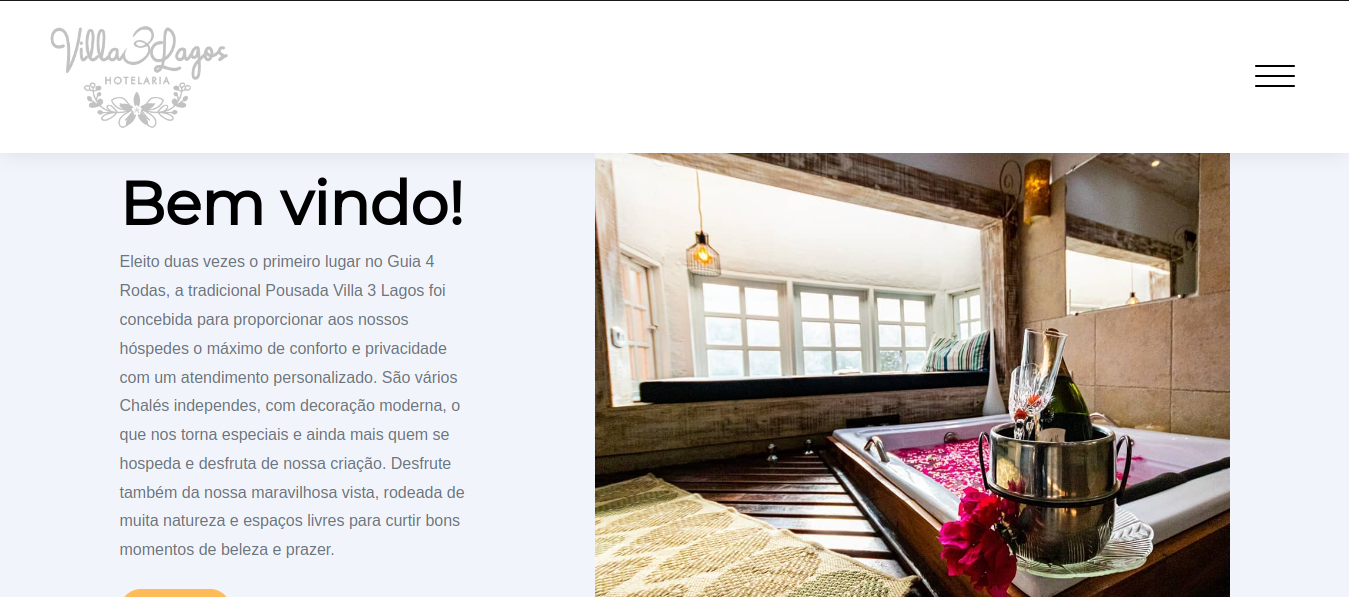 Villa 3 Lagos
HOTELARIA
Bem vindo!
Eleito duas vezes o primeiro lugar no Guia 4
Rodas, a tradicional Pousada Villa 3 Lagos foi
concebida para proporcionar aos nossos
hóspedes o máximo de conforto e privacidade
com um atendimento personalizado. São vários
Chalés independes, com decoração moderna, o
que nos torna especiais e ainda mais quem se
hospeda e desfruta de nossa criação. Desfrute
também da nossa maravilhosa vista, rodeada de
muita natureza e espaços livres para curtir bons
momentos de beleza e prazer.